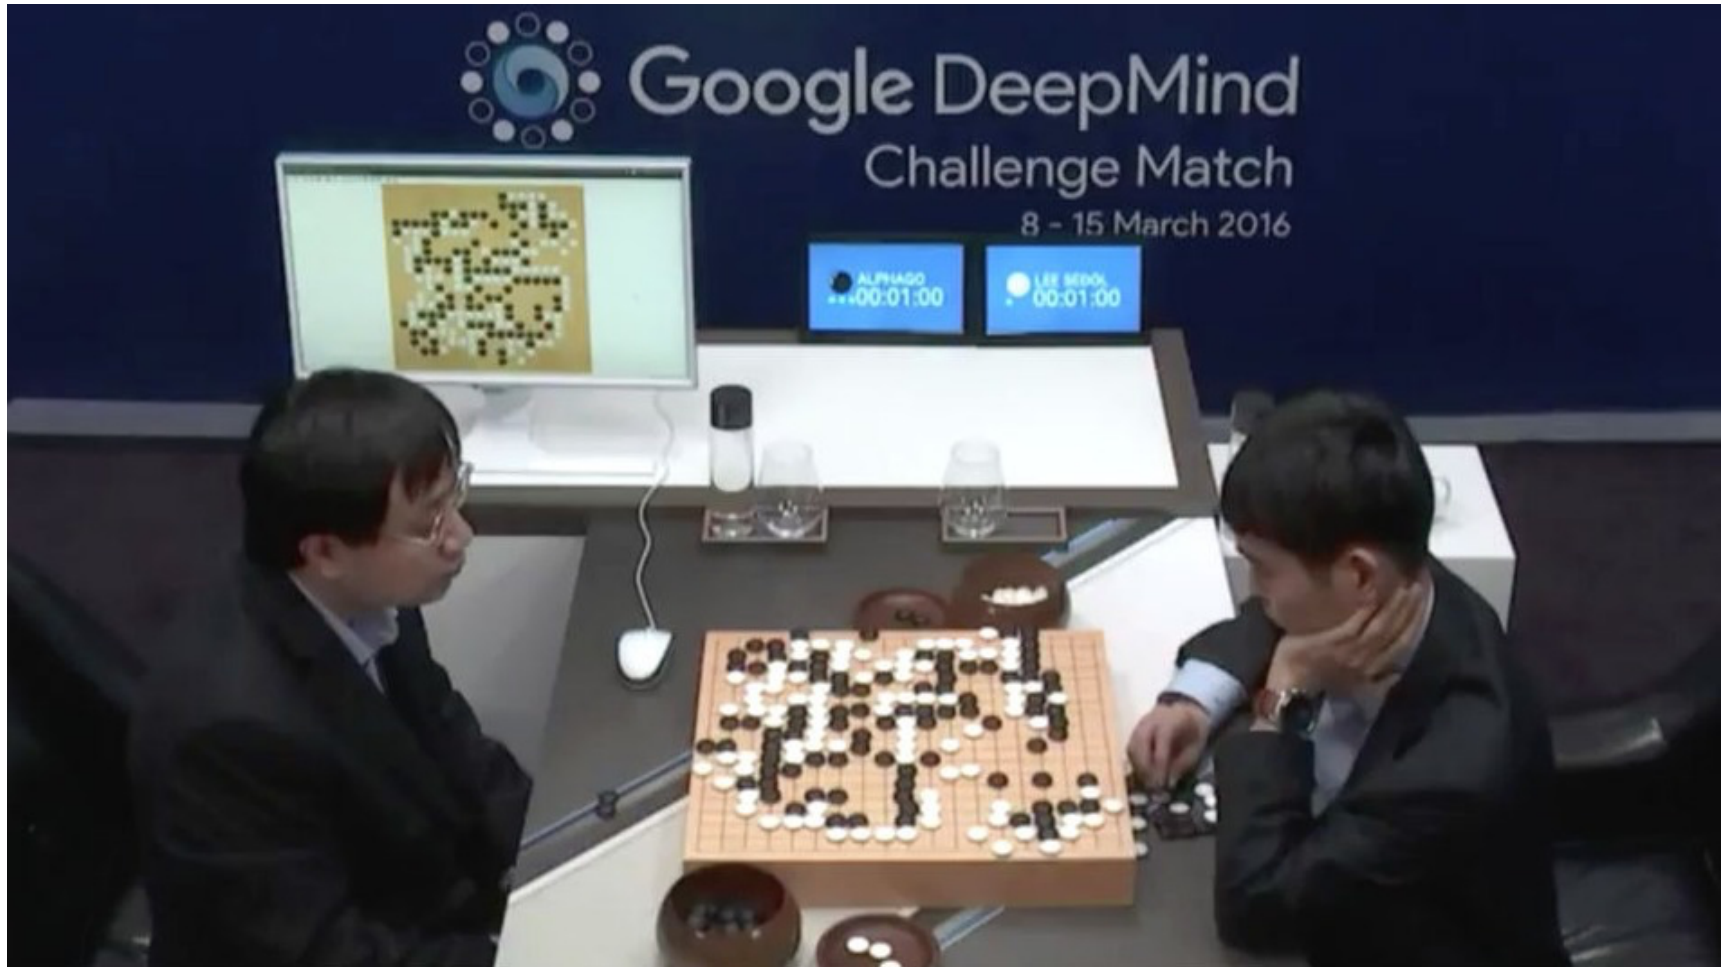 Google DeepMind
Challenge Match
8 - 15 March 2016
ALPHAGO
00:01:00
LEE SEDOL
00:01:00